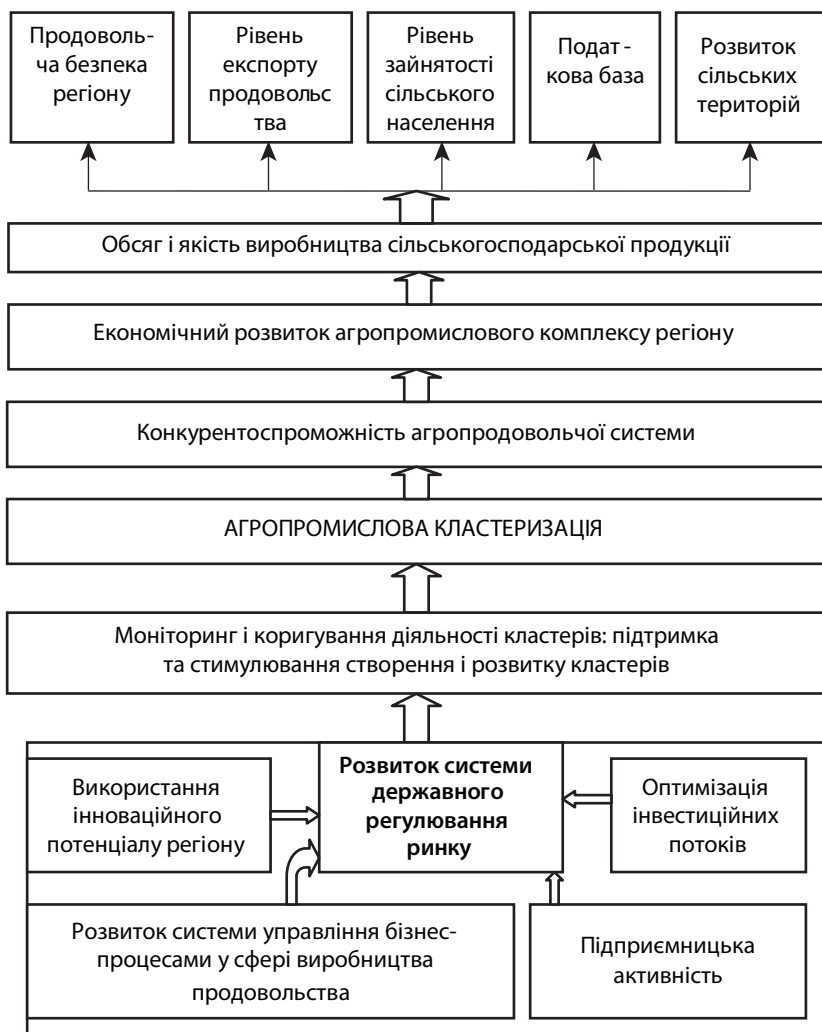 Продоволь-
ча безпека
регіону
Рівень
експорту
продовольс
тва
Рівень
зайнятості
сільського
населення
Подат -
кова база
Розвиток
сільських
територій
Обсяг і якість виробництва сільськогосподарської продукції
Економічний розвиток агропромислового комплексу регіону
Конкурентоспроможність агропродовольчої системи
АГРОПРОМИСЛОВА КЛАСТЕРИЗАЦІЯ
Моніторинг і коригування діяльності кластерів: підтримка
та стимулювання створення і розвитку кластерів
Використання
інноваційного
потенціалу регіону
Розвиток системи
державного
регулювання
ринку
Оптимізація
інвестиційних
потоків
Розвиток системи управління бізнес-
процесами у сфері виробництва
продовольства
Підприємницька
активність